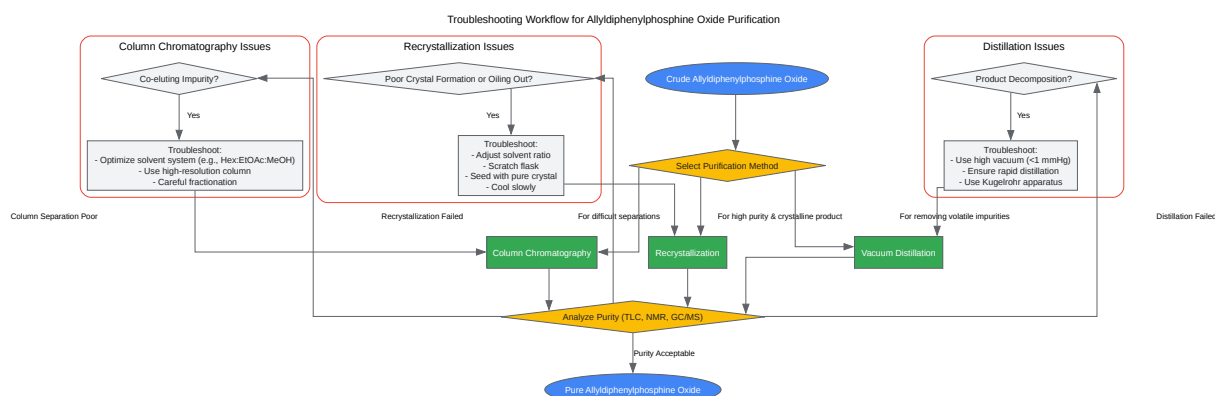 Troubleshooting Workflow for Allyldiphenylphosphine Oxide Purification
Column Chromatography Issues
Recrystallization Issues
Distillation Issues
Co-eluting Impurity?
Poor Crystal Formation or Oiling Out?
Crude Allyldiphenylphosphine Oxide
Product Decomposition?
Yes
Yes
Yes
Troubleshoot:
- Optimize solvent system (e.g., Hex:EtOAc:MeOH)
- Use high-resolution column
- Careful fractionation
Troubleshoot:
- Adjust solvent ratio
- Scratch flask
- Seed with pure crystal
- Cool slowly
Select Purification Method
Troubleshoot:
- Use high vacuum (<1 mmHg)
- Ensure rapid distillation
- Use Kugelrohr apparatus
Column Separation Poor
Recrystallization Failed
For difficult separations
For high purity & crystalline product
For removing volatile impurities
Distillation Failed
Column Chromatography
Recrystallization
Vacuum Distillation
Analyze Purity (TLC, NMR, GC/MS)
Purity Acceptable
Pure Allyldiphenylphosphine Oxide